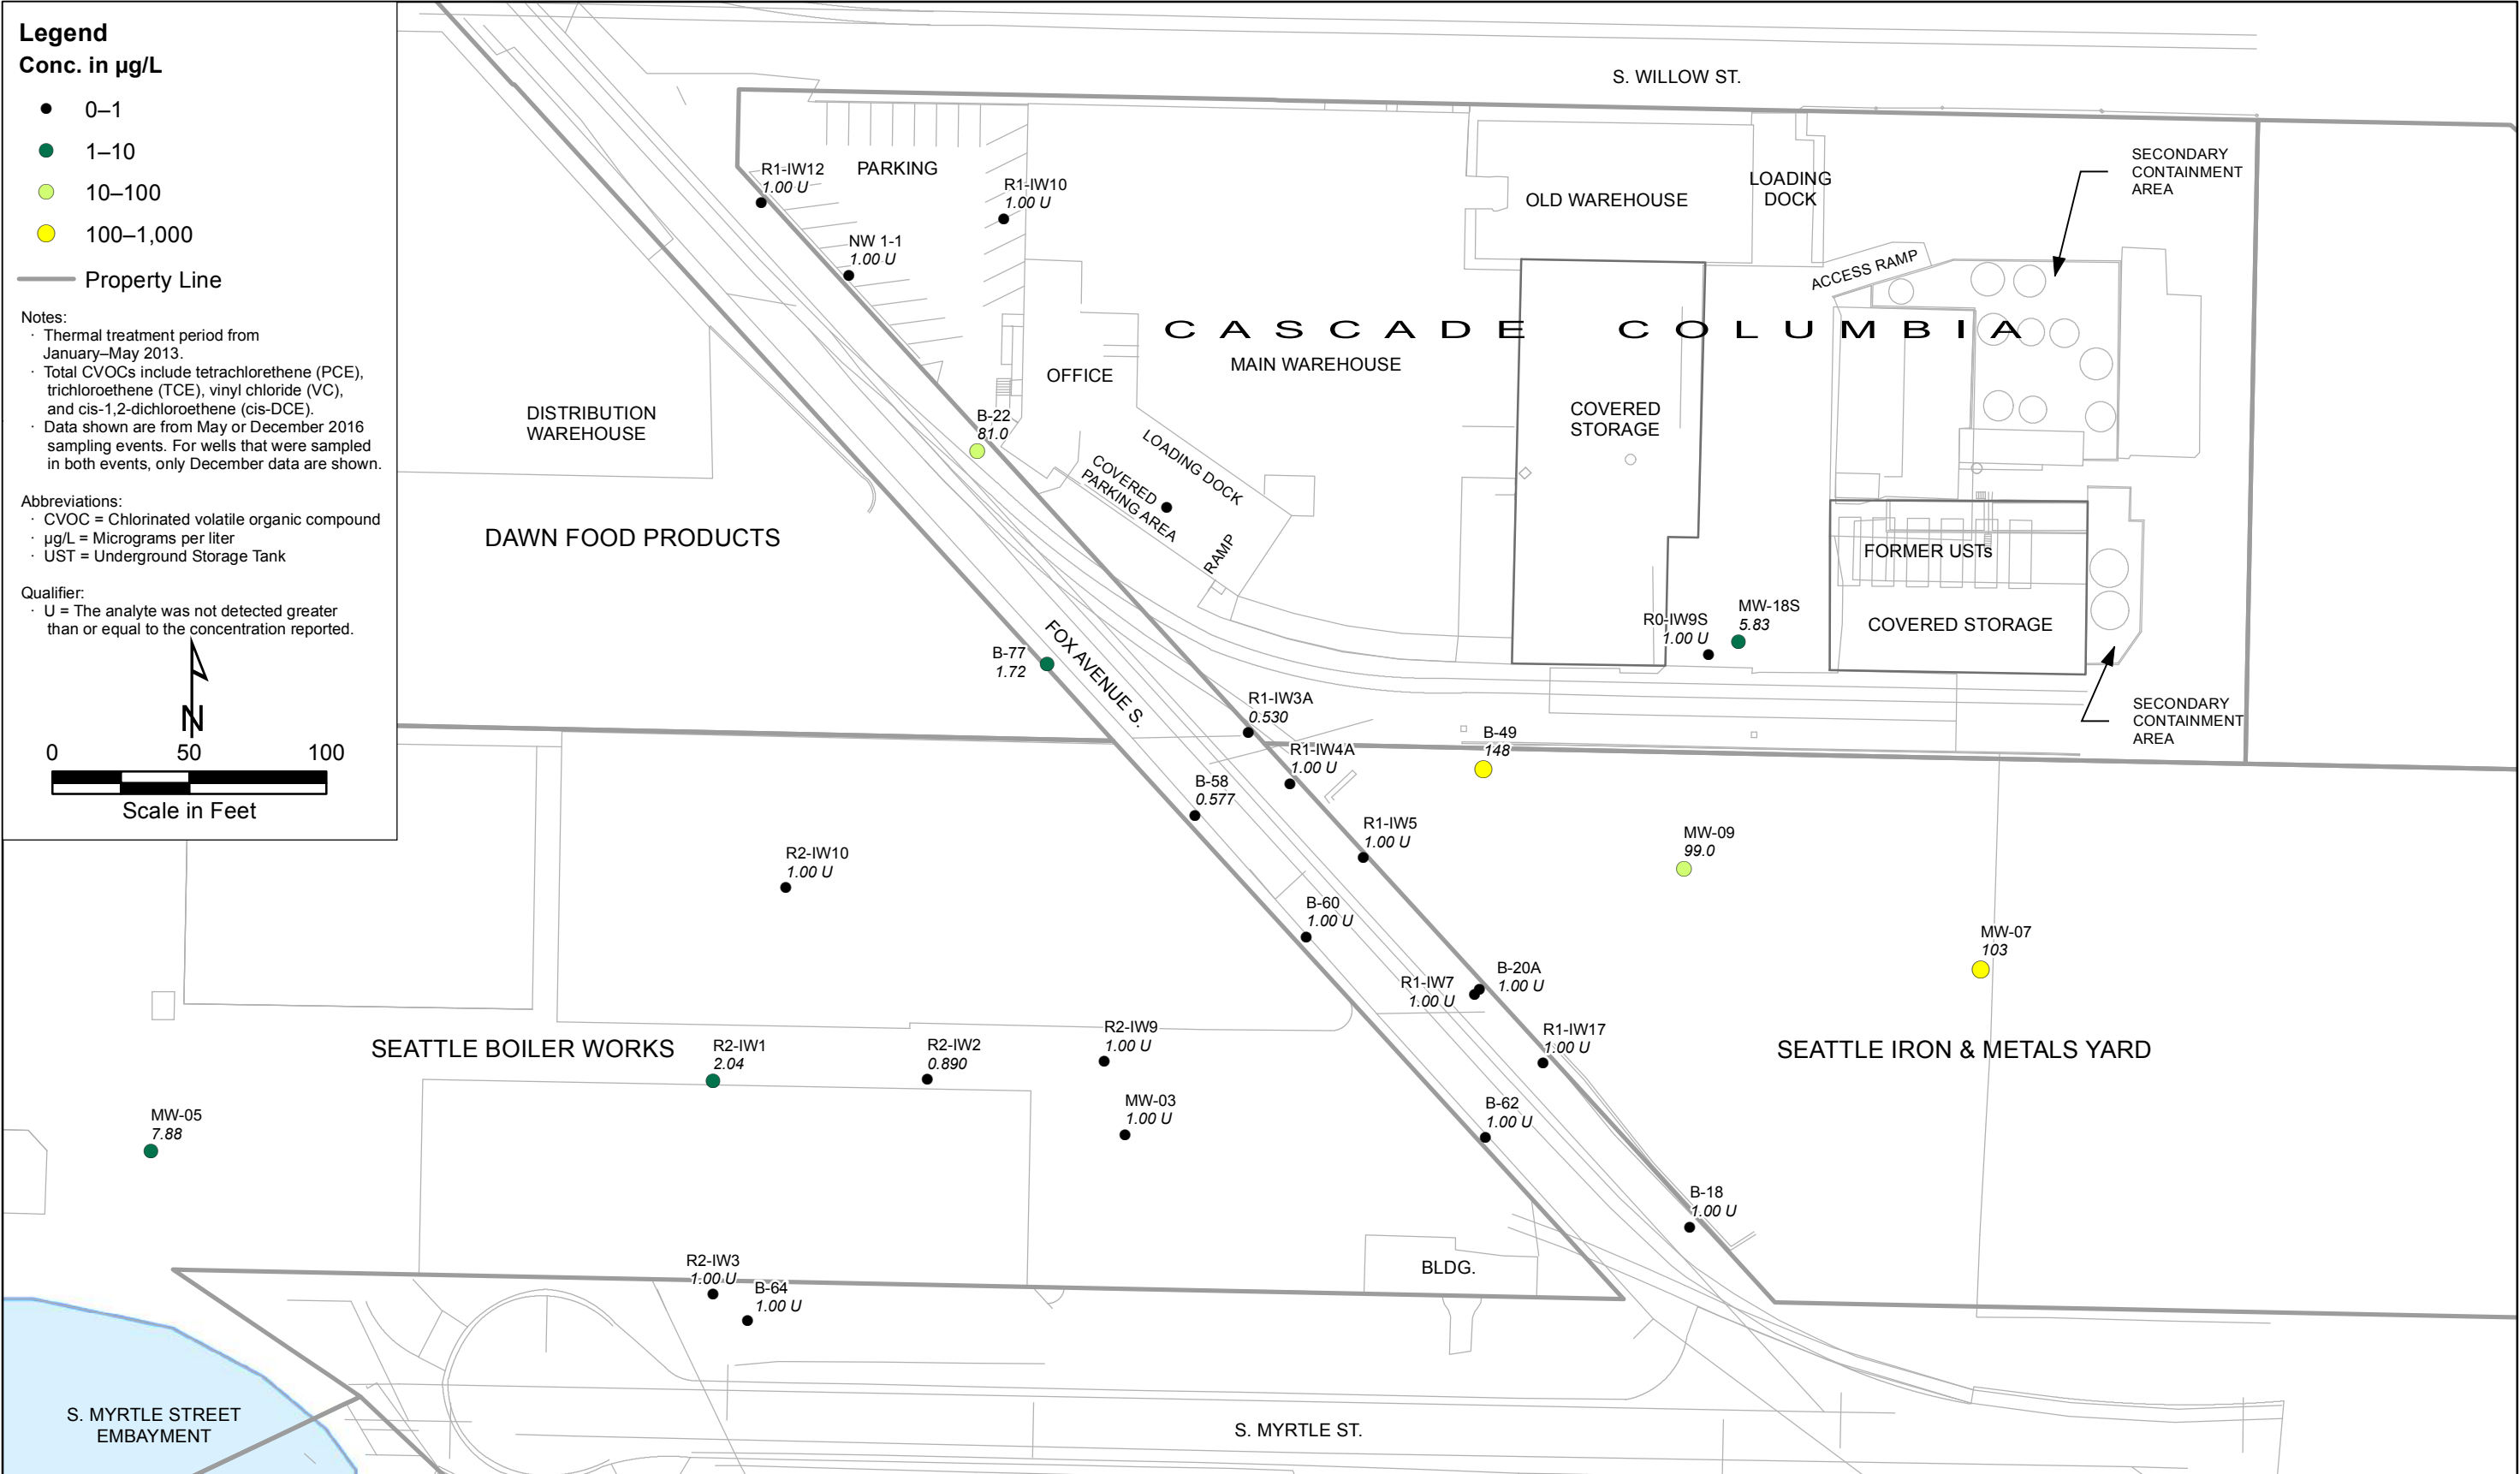 Legend
Conc. in µg/L
0–1
1–10
10–100
100–1,000
Property Line
Notes:
· Thermal treatment period from
January–May 2013.
· Total CVOCs include tetrachlorethene (PCE),
trichloroethene (TCE), vinyl chloride (VC),
and cis-1,2-dichloroethene (cis-DCE).
· Data shown are from May or December 2016
sampling events. For wells that were sampled
in both events, only December data are shown.
Abbreviations:
· CVOC = Chlorinated volatile organic compound
· µg/L = Micrograms per liter
· UST = Underground Storage Tank
Qualifier:
· U = The analyte was not detected greater
than or equal to the concentration reported.
N
0 50 100
Scale in Feet
S. WILLOW ST.
R1-IW12
1.00 U
PARKING
R1-IW10
1.00 U
NW 1-1
1.00 U
OLD WAREHOUSE
LOADING
DOCK
SECONDARY
CONTAINMENT
AREA
ACCESS RAMP
CASCADE COLUMBIA
MAIN WAREHOUSE
OFFICE
DISTRIBUTION
WAREHOUSE
B-22
81.0
COVERED
STORAGE
LOADING DOCK
COVERED
PARKING AREA
RAMP
DAWN FOOD PRODUCTS
FORMER USTs
COVERED STORAGE
R0-IW9S
1.00 U
MW-18S
5.83
SECONDARY
CONTAINMENT
AREA
B-77
1.72
FOX AVENUE S.
R1-IW3A
0.530
R1-IW4A
1.00 U
B-49
148
B-58
0.577
R1-IW5
1.00 U
MW-09
99.0
R2-IW10
1.00 U
B-60
1.00 U
MW-07
103
R1-IW7
1.00 U
B-20A
1.00 U
R1-IW17
1.00 U
SEATTLE BOILER WORKS
R2-IW1
2.04
R2-IW2
0.890
R2-IW9
1.00 U
SEATTLE IRON & METALS YARD
MW-03
1.00 U
B-62
1.00 U
MW-05
7.88
B-18
1.00 U
BLDG.
R2-IW3
1.00 U
B-64
1.00 U
S. MYRTLE STREET
EMBAYMENT
S. MYRTLE ST.